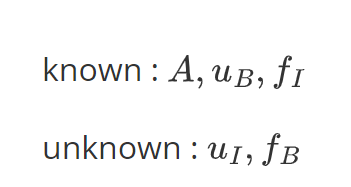 known : A, u_B, f_I
unknown : u_I, f_B